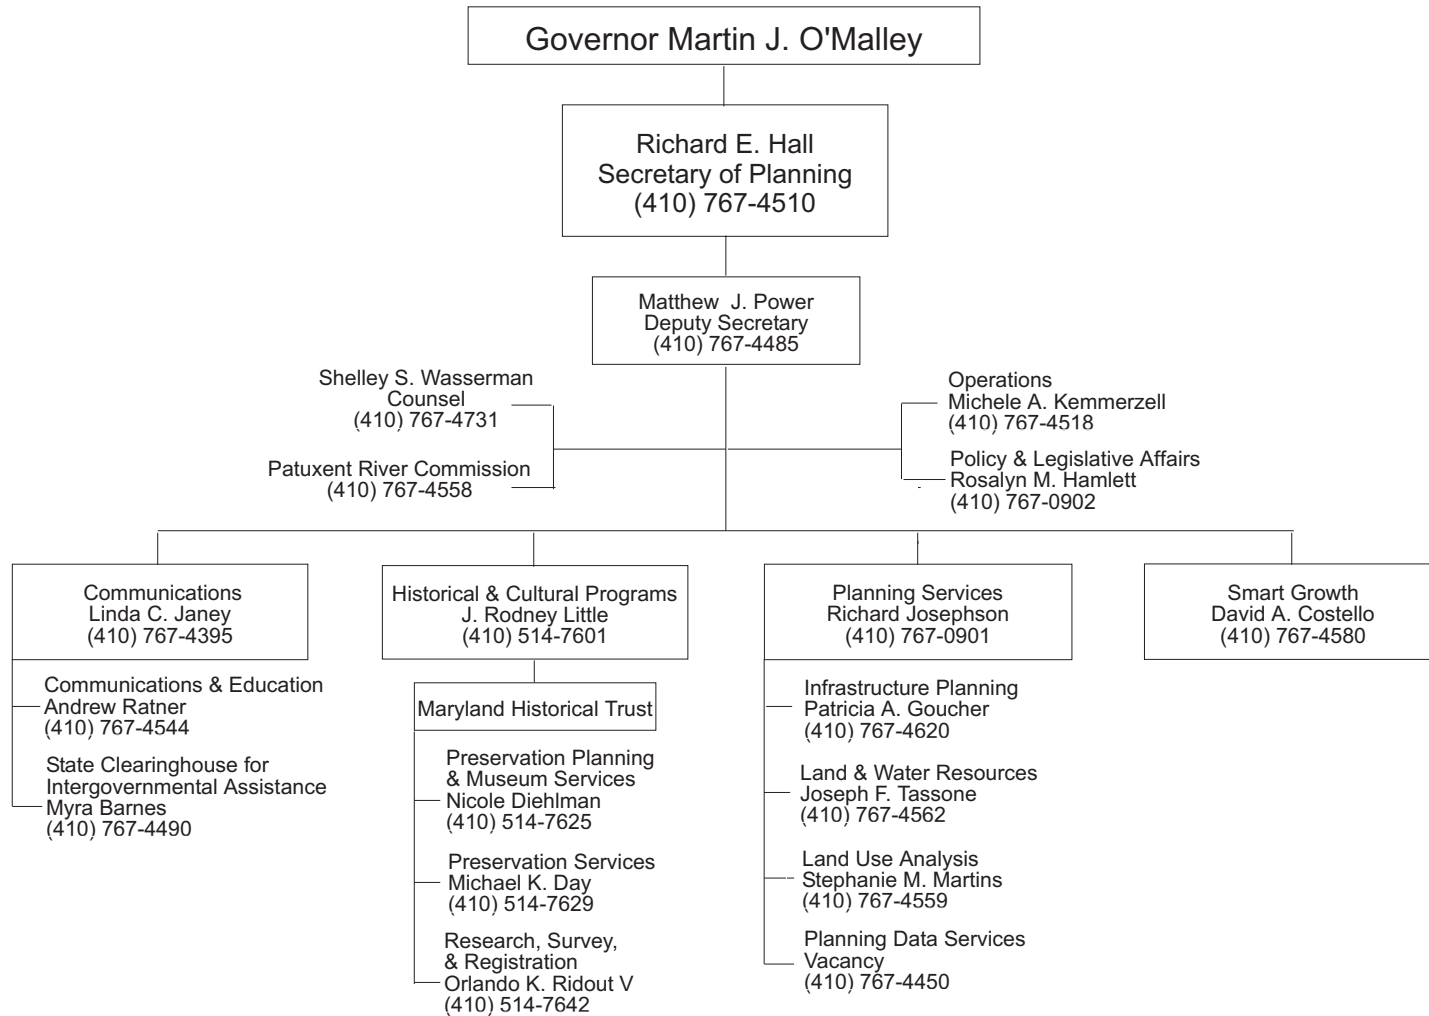 Governor Martin J. O'Malley
Richard E. Hall
Secretary of Planning
(410) 767-4510
Matthew J. Power
Deputy Secretary
(410) 767-4485
Shelley S. Wasserman
Counsel
(410) 767-4731
Patuxent River Commission
(410) 767-4558
Operations
Michele A. Kemmerzell
(410) 767-4518
Policy & Legislative Affairs
Rosalyn M. Hamlett
(410) 767-0902
Communications
Linda C. Janey
(410) 767-4395
Communications & Education
Andrew Ratner
(410) 767-4544
State Clearinghouse for
Intergovernmental Assistance
Myra Barnes
(410) 767-4490
Historical & Cultural Programs
J. Rodney Little
(410) 514-7601
Maryland Historical Trust
Preservation Planning
& Museum Services
Nicole Diehlman
(410) 514-7625
Preservation Services
Michael K. Day
(410) 514-7629
Research, Survey,
& Registration
Orlando K. Ridout V
(410) 514-7642
Planning Services
Richard Josephson
(410) 767-0901
Infrastructure Planning
Patricia A. Goucher
(410) 767-4620
Land & Water Resources
Joseph F. Tassone
(410) 767-4562
Land Use Analysis
Stephanie M. Martins
(410) 767-4559
Planning Data Services
Vacancy
(410) 767-4450
Smart Growth
David A. Costello
(410) 767-4580